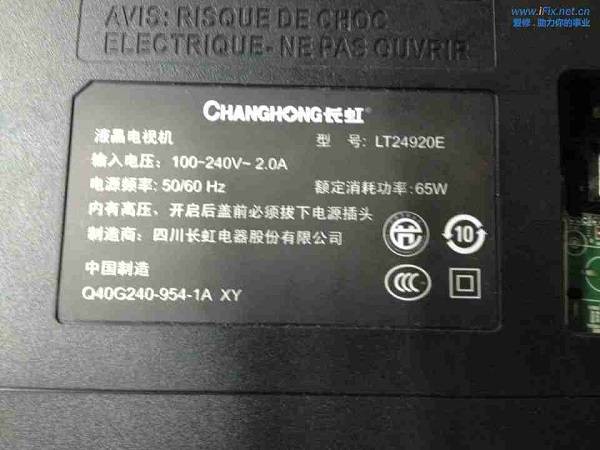 www.iFix.net.cn
爱修.助力你的事业
AVIS: RISQUE DE CHOC
ELECTRIQUE- NE PAS OUVRIR
CHANGHONG长虹®
液晶电视机 型 号: LT24920E
输入电压: 100~240V~ 2.0A
电源频率: 50/60 Hz 额定消耗功率: 65W
内有高压、开启后盖前必须拔下电源插头
制造商: 四川长虹电器股份有限公司
10
中国制造
CCC
Q40G240-954-1A XY